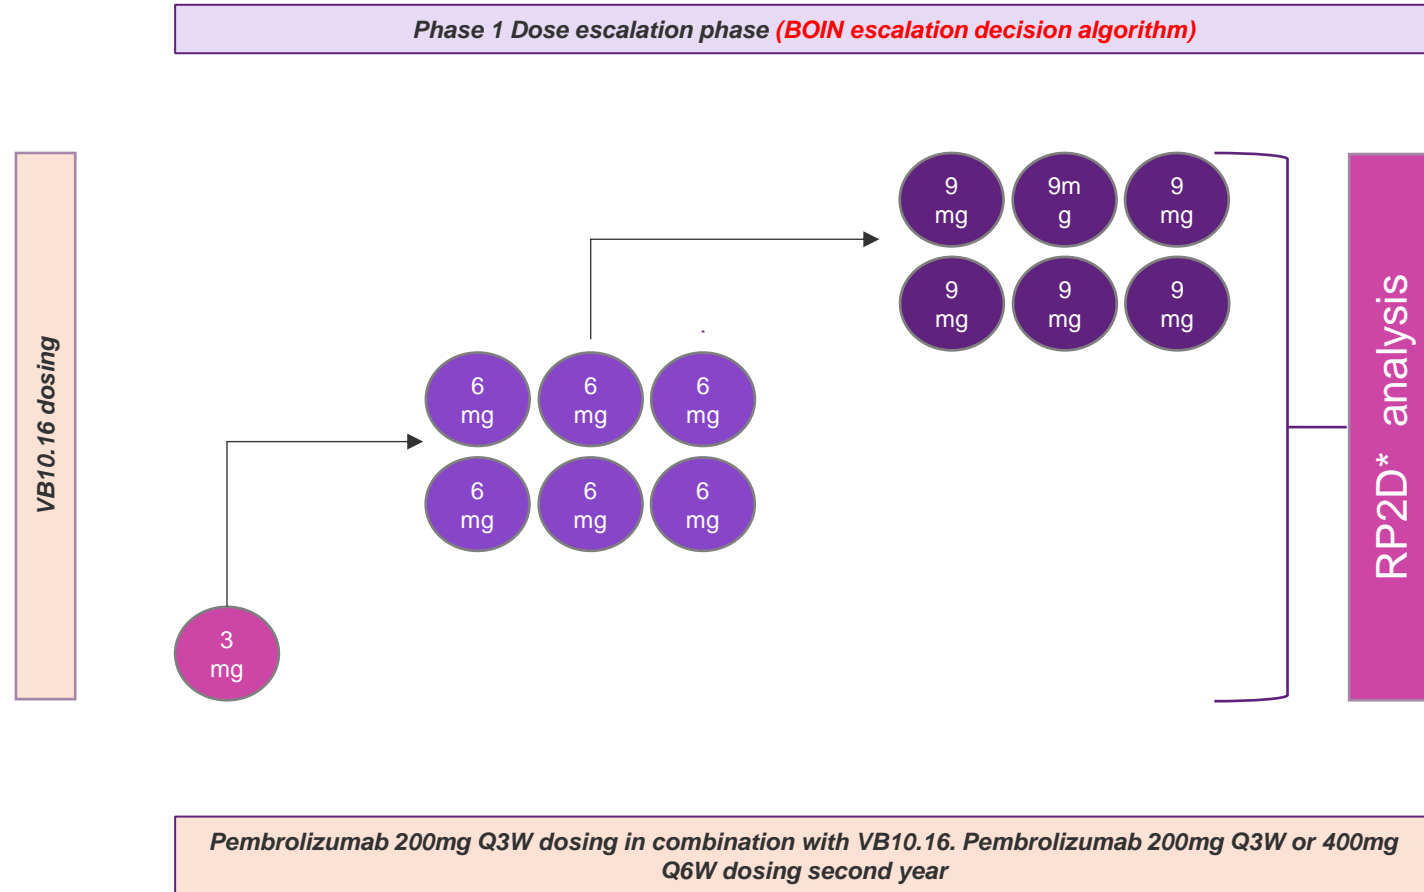 Phase 1 Dose escalation phase (BOIN escalation decision algorithm)
VB10.16 dosing
9
mg
9m
g
9
mg
9
mg
9
mg
9
mg
6
mg
6
mg
6
mg
6
mg
6
mg
6
mg
3
mg
RP2D* analysis
Pembrolizumab 200mg Q3W dosing in combination with VB10.16. Pembrolizumab 200mg Q3W or 400mg
Q6W dosing second year